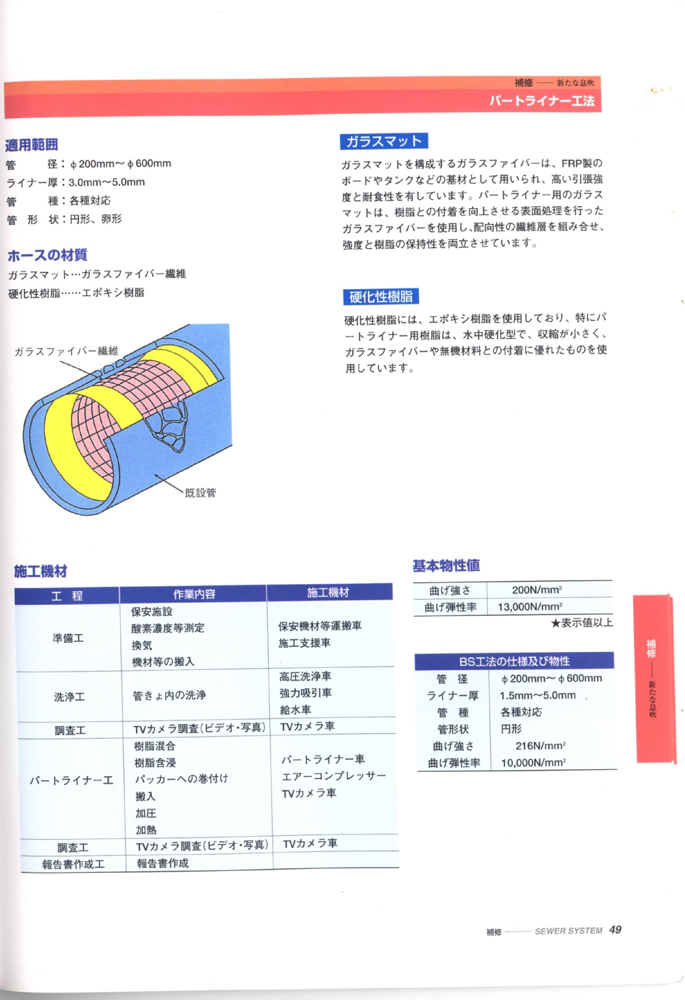 補修 —— 新たな息吹
パートライナー工法
適用範囲
管 径：φ200mm〜φ600mm
ライナー厚：3.0mm〜5.0mm
管 種：各種対応
管 形 状：円形、卵形
ホースの材質
ガラスマット…ガラスファイバー繊維
硬化性樹脂……エポキシ樹脂
ガラスファイバー繊維
既設管
ガラスマット
ガラスマットを構成するガラスファイバーは、FRP製の
ボードやタンクなどの基材として用いられ、高い引張強
度と耐食性を有しています。パートライナー用のガラス
マットは、樹脂との付着を向上させる表面処理を行った
ガラスファイバーを使用し、配向性の繊維層を組み合せ、
強度と樹脂の保持性を両立させています。
硬化性樹脂
硬化性樹脂には、エポキシ樹脂を使用しており、特にパ
ートライナー用樹脂は、水中硬化型で、収縮が小さく、
ガラスファイバーや無機材料との付着に優れたものを使
用しています。
施工機材
工 程 作業内容 施工機材
準備工
保安施設
酸素濃度等測定
換気
機材等の搬入
保安機材等運搬車
施工支援車
洗浄工
管きょ内の洗浄
高圧洗浄車
強力吸引車
給水車
調査工 TVカメラ調査（ビデオ・写真） TVカメラ車
パートライナー工
樹脂混合
樹脂含浸
パッカーへの巻付け
搬入
加圧
加熱
パートライナー車
エアーコンプレッサー
TVカメラ車
調査工 TVカメラ調査（ビデオ・写真） TVカメラ車
報告書作成工 報告書作成
基本物性値
曲げ強さ 200N/mm²
曲げ弾性率 13,000N/mm²
★表示値以上
BS工法の仕様及び物性
管 径 φ200mm〜φ600mm
ライナー厚 1.5mm〜5.0mm
管 種 各種対応
管形状 円形
曲げ強さ 216N/mm²
曲げ弾性率 10,000N/mm²
補修 —— 新たな息吹
補修 —— SEWER SYSTEM 49